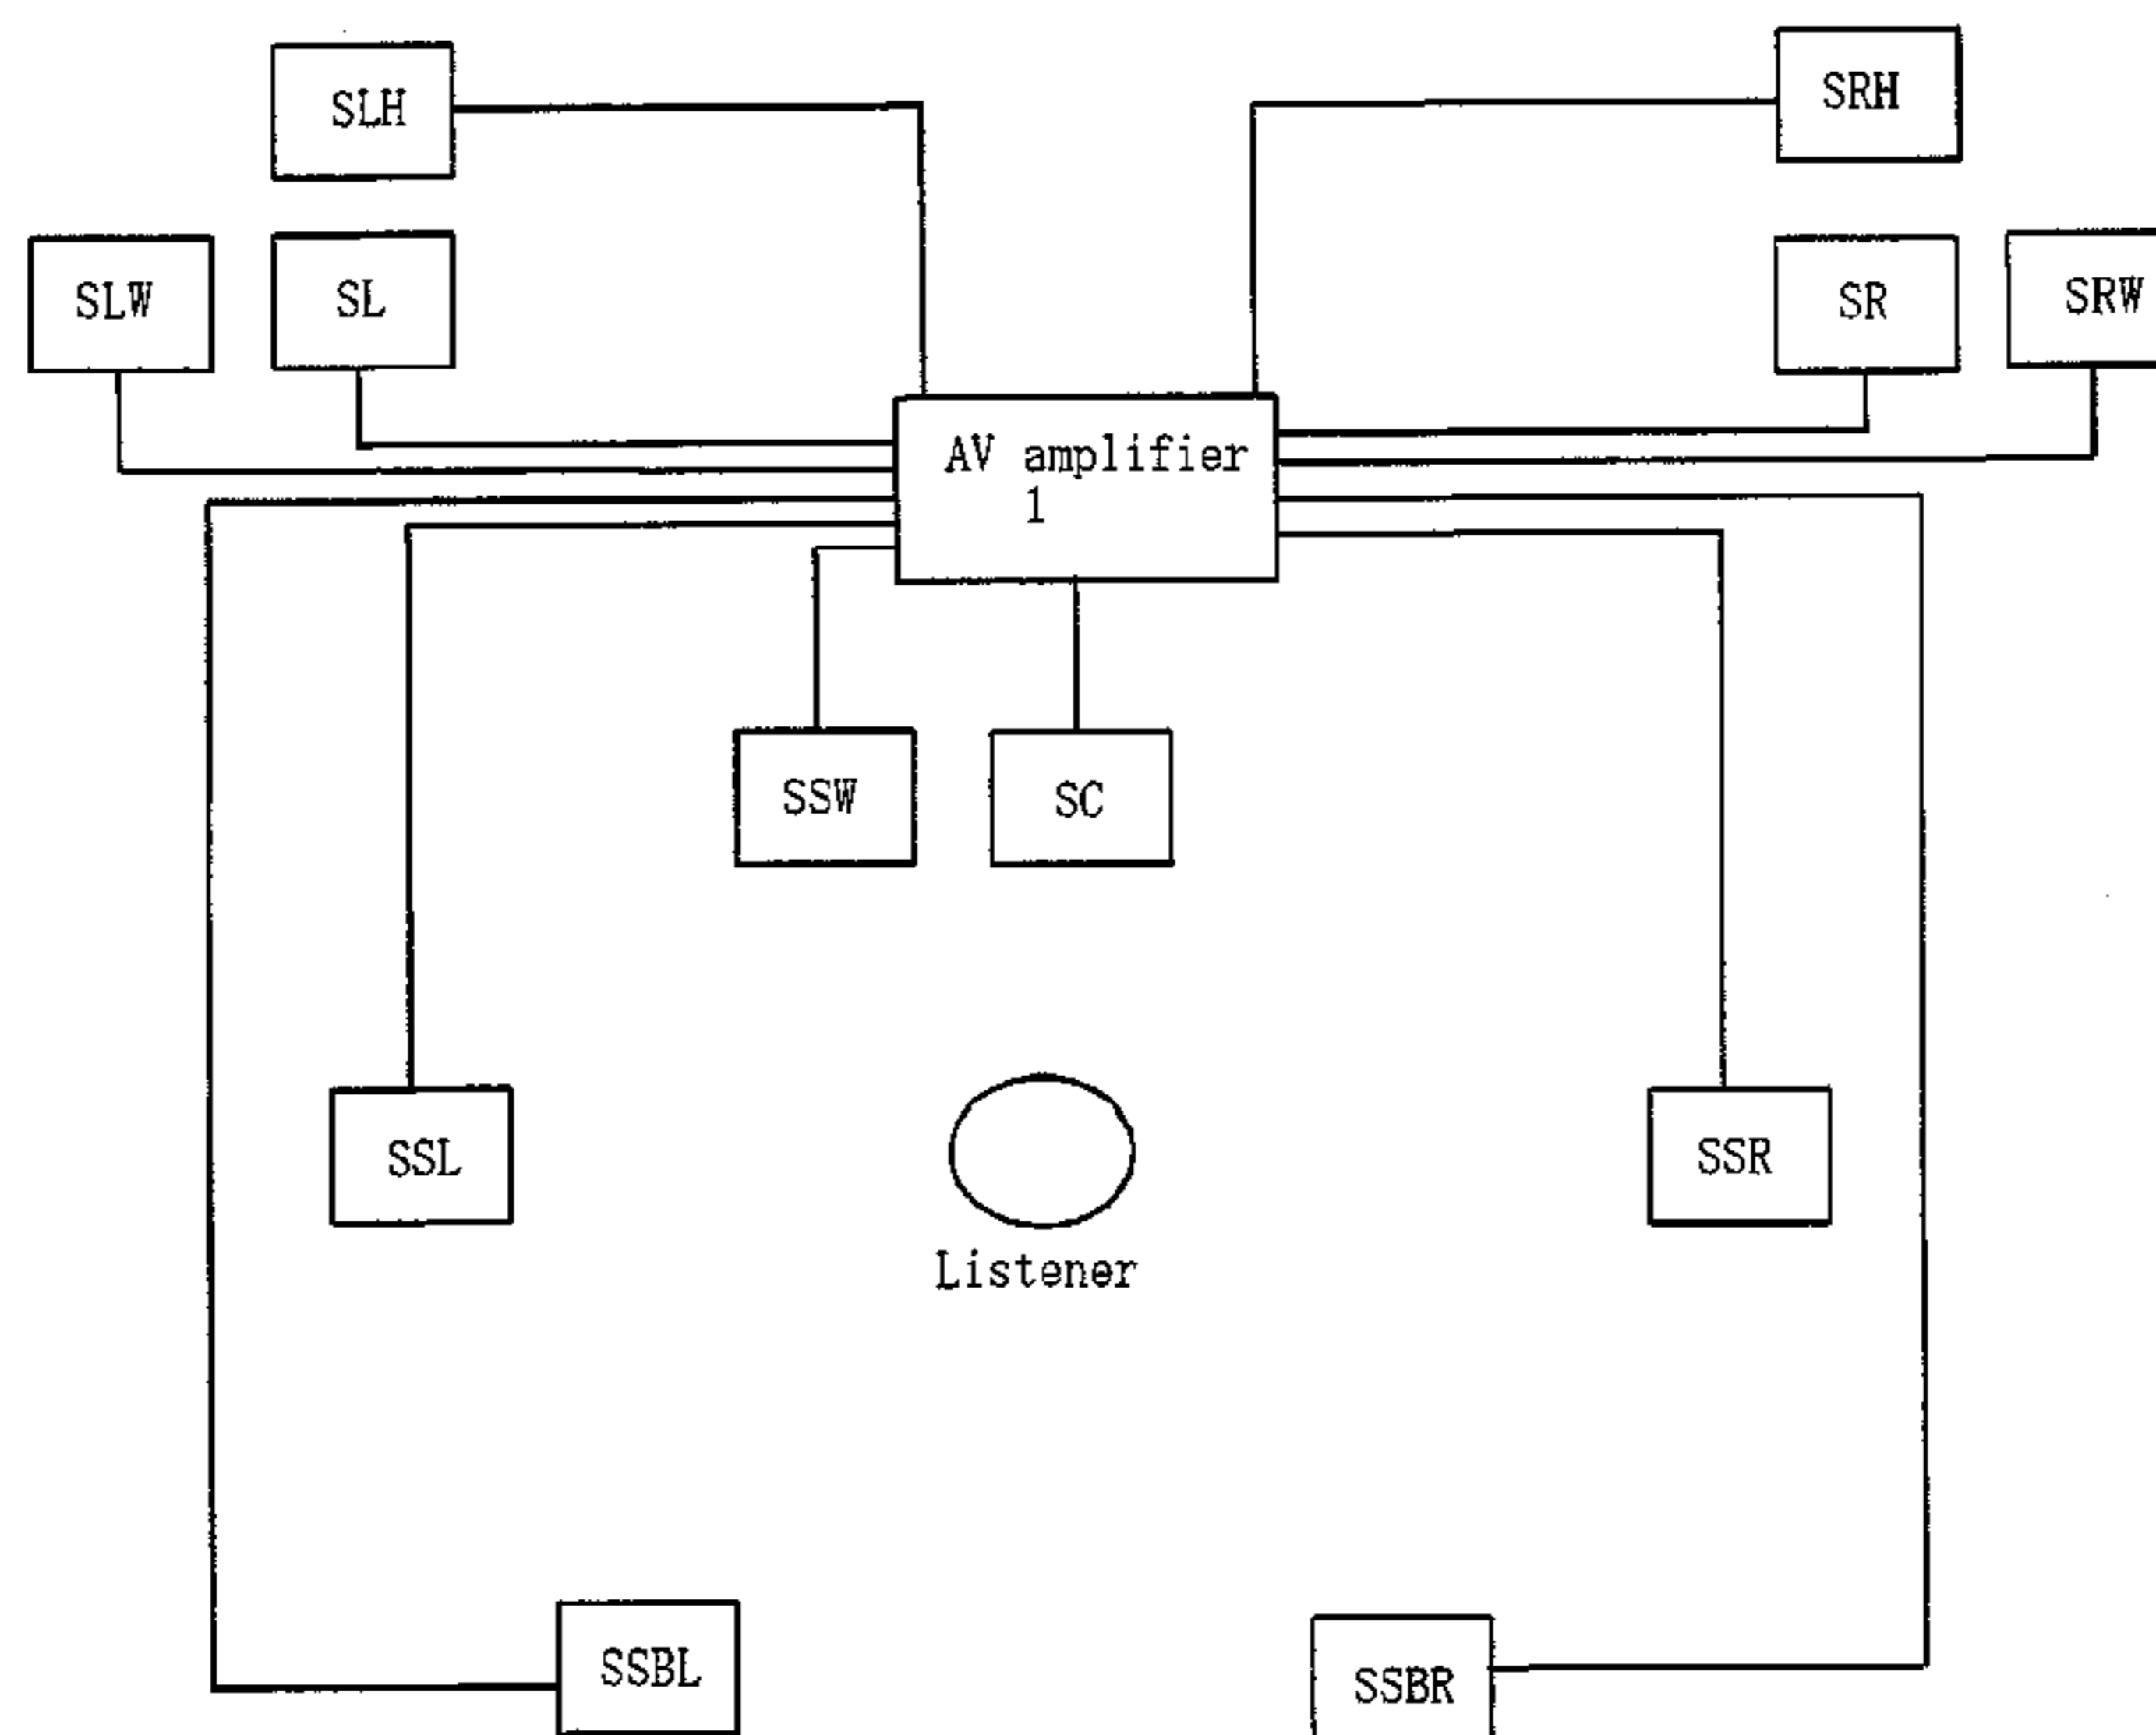 SLH
SRH
SLW
SL
SR
SRW
AV amplifier
1
SSW
SC
SSL
SSR
Listener
SSBL
SSBR